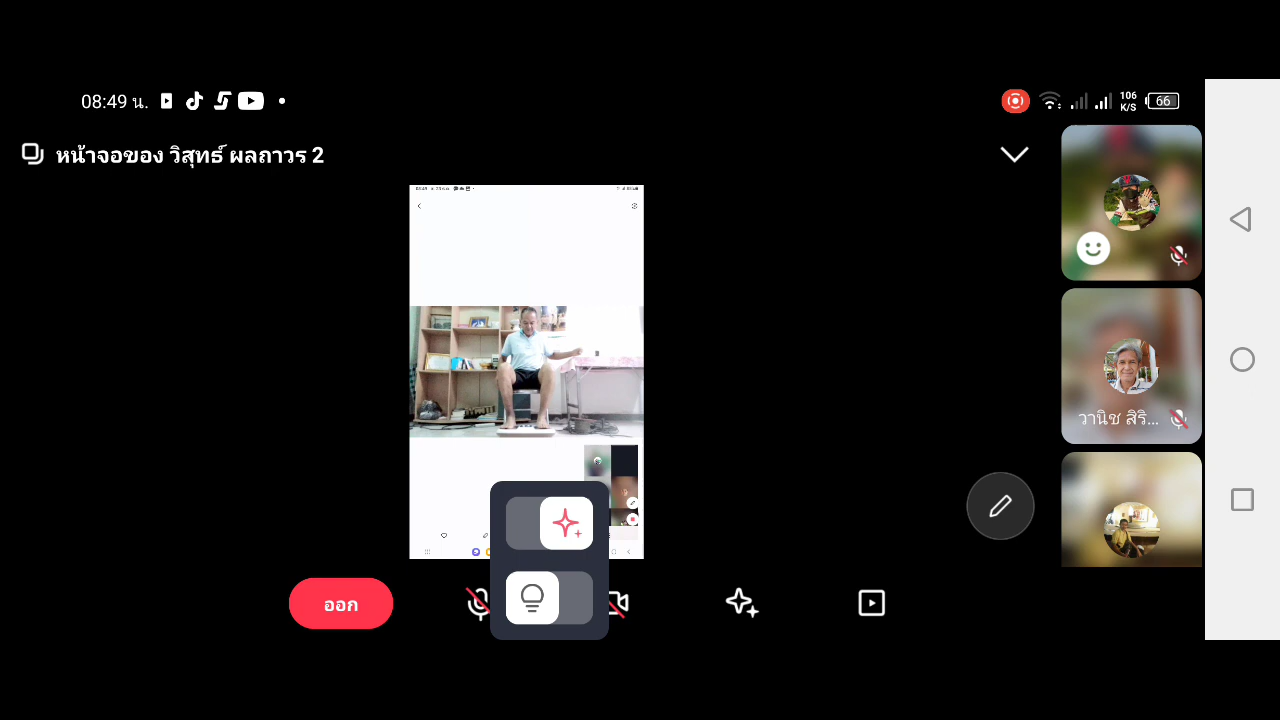 08:49 น.
106
K/S
66
หน้าจอของ วิสุทธ์ ผลถาวร 2
วานิช สิริ...
ออก